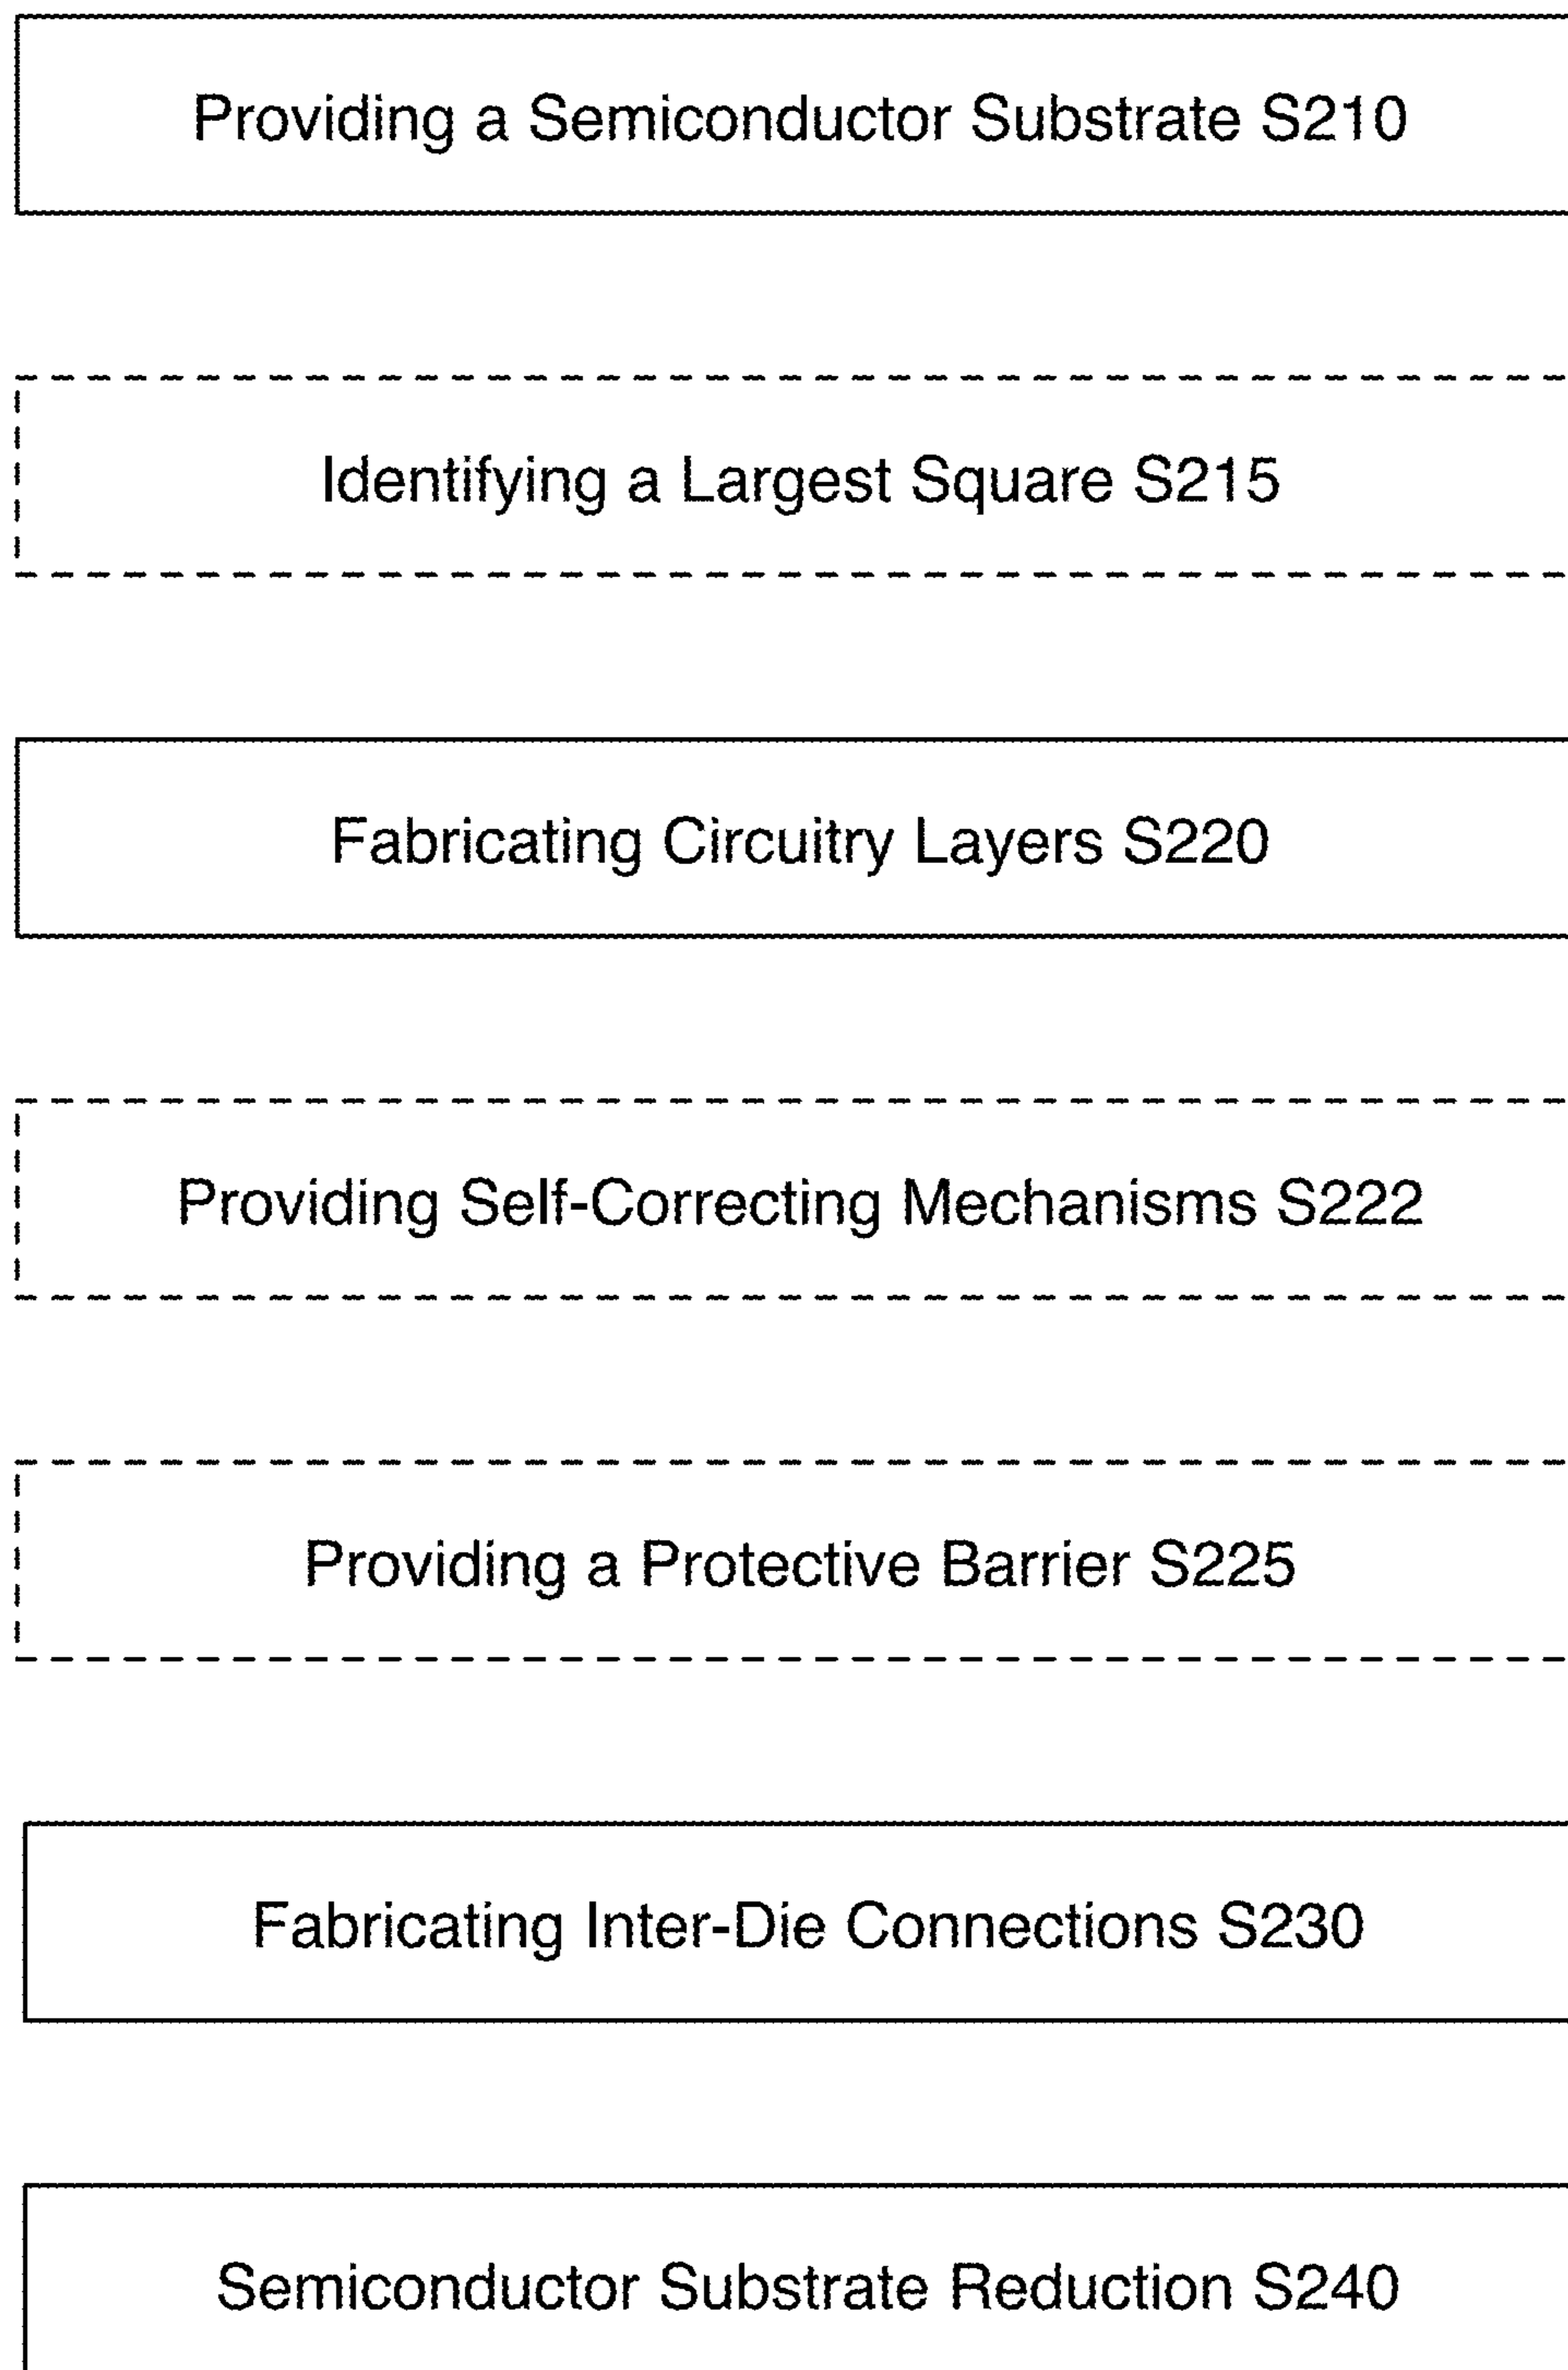 Providing a Semiconductor Substrate S210
Identifying a Largest Square S215
Fabricating Circuitry Layers S220
Providing Self-Correcting Mechanisms S222
Providing a Protective Barrier S225
Fabricating Inter-Die Connections S230
Semiconductor Substrate Reduction S240